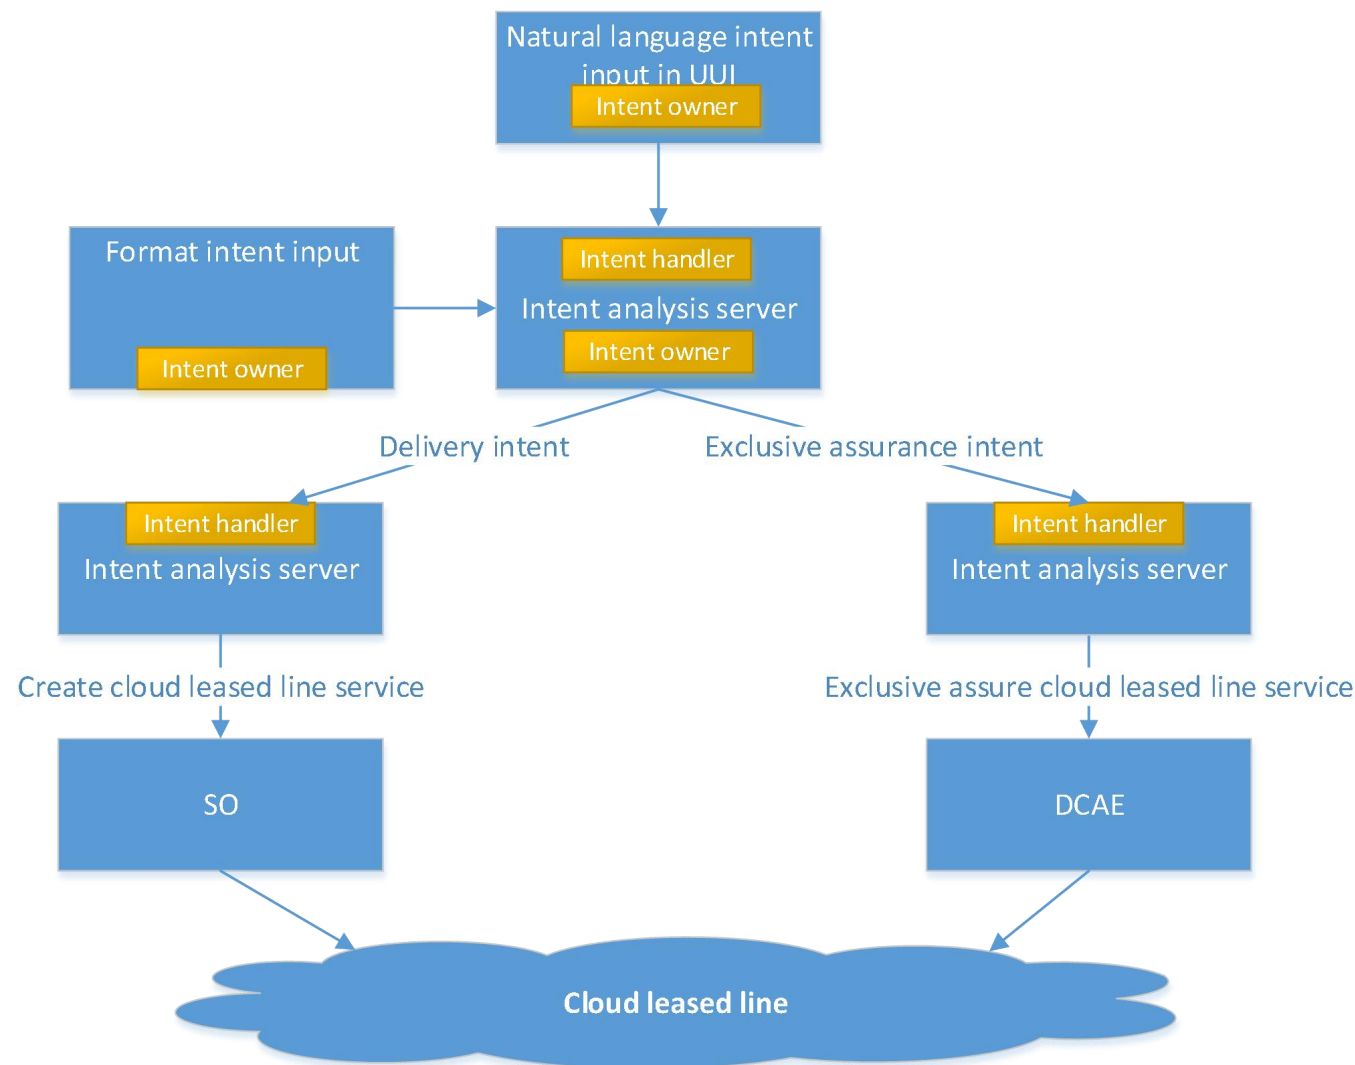 Natural language intent
input in UUI
Intent owner
Format intent input
Intent owner
Intent handler
Intent analysis server
Intent owner
Delivery intent
Exclusive assurance intent
Intent handler
Intent analysis server
Intent handler
Intent analysis server
Create cloud leased line service
Exclusive assure cloud leased line service
SO
DCAE
Cloud leased line